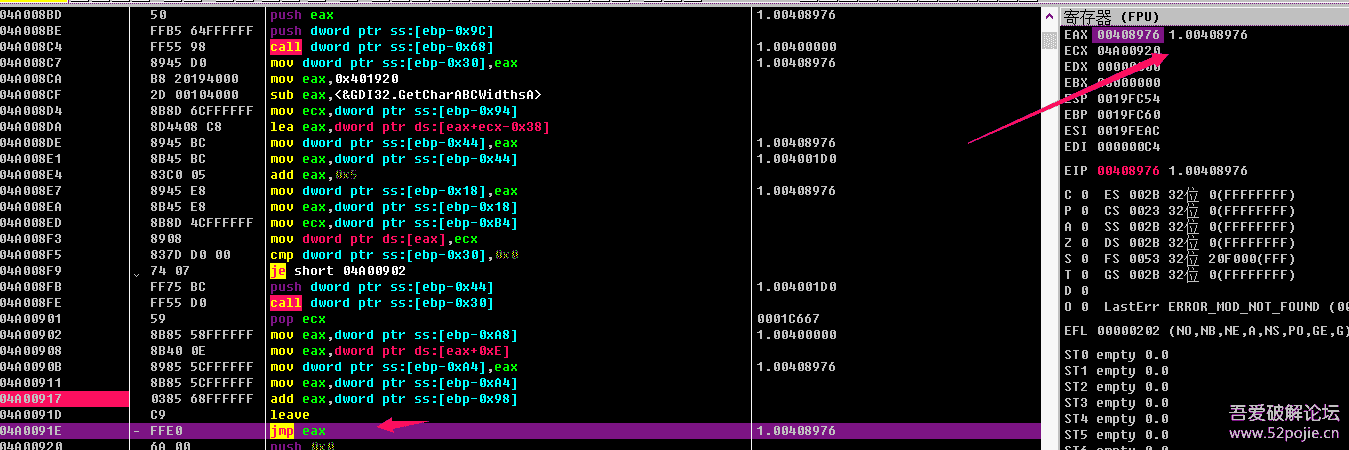 04A008BD 50 push eax 1.00408976
04A008BE FFB5 64FFFFFF push dword ptr ss:[ebp-0x9C]
04A008C4 FF55 98 call dword ptr ss:[ebp-0x68] 1.00400000
04A008C7 8945 D0 mov dword ptr ss:[ebp-0x30],eax 1.00408976
04A008CA B8 20194000 mov eax,0x401920
04A008CF 2D 00104000 sub eax,<&GDI32.GetCharABCWidthsA>
04A008D4 8B8D 6CFFFFFF mov ecx,dword ptr ss:[ebp-0x94]
04A008DA 8D4408 C8 lea eax,dword ptr ds:[eax+ecx-0x38]
04A008DE 8945 BC mov dword ptr ss:[ebp-0x44],eax 1.00408976
04A008E1 8B45 BC mov eax,dword ptr ss:[ebp-0x44] 1.004001D0
04A008E4 83C0 05 add eax,0x5
04A008E7 8945 E8 mov dword ptr ss:[ebp-0x18],eax 1.00408976
04A008EA 8B45 E8 mov eax,dword ptr ss:[ebp-0x18]
04A008ED 8B8D 4CFFFFFF mov ecx,dword ptr ss:[ebp-0xB4]
04A008F3 8908 mov dword ptr ds:[eax],ecx
04A008F5 837D D0 00 cmp dword ptr ss:[ebp-0x30],0x0
04A008F9 74 07 je short 04A00902
04A008FB FF75 BC push dword ptr ss:[ebp-0x44] 1.004001D0
04A008FE FF55 D0 call dword ptr ss:[ebp-0x30] 1.00408976
04A00901 59 pop ecx 0001C667
04A00902 8B85 58FFFFFF mov eax,dword ptr ss:[ebp-0xA8] 1.00400000
04A00908 8B40 0E mov eax,dword ptr ds:[eax+0xE]
04A0090B 8985 5CFFFFFF mov dword ptr ss:[ebp-0xA4],eax 1.00408976
04A00911 8B85 5CFFFFFF mov eax,dword ptr ss:[ebp-0xA4]
04A00917 0385 68FFFFFF add eax,dword ptr ss:[ebp-0x98]
04A0091D C9 leave
04A0091E FFE0 jmp eax 1.00408976
04A00920 6A 00 push 0x0
寄存器 (FPU)
EAX 00408976 1.00408976
ECX 04A00920
EDX 00000000
EBX 00000000
ESP 0019FC54
EBP 0019FC60
ESI 0019FEAC
EDI 000000C4
EIP 00408976 1.00408976
C 0 ES 002B 32位 0(FFFFFFFF)
P 0 CS 0023 32位 0(FFFFFFFF)
A 0 SS 002B 32位 0(FFFFFFFF)
Z 0 DS 002B 32位 0(FFFFFFFF)
S 0 FS 0053 32位 20F000(FFF)
T 0 GS 002B 32位 0(FFFFFFFF)
D 0
O 0 LastErr ERROR_MOD_NOT_FOUND (00
EFL 00000202 (NO,NB,NE,A,NS,PO,GE,G)
ST0 empty 0.0
ST1 empty 0.0
ST2 empty 0.0
ST3 empty 0.0
ST4 empty 0.0
ST5 empty 0.0
ST6 empty 0.0
吾爱破解论坛
www.52pojie.cn